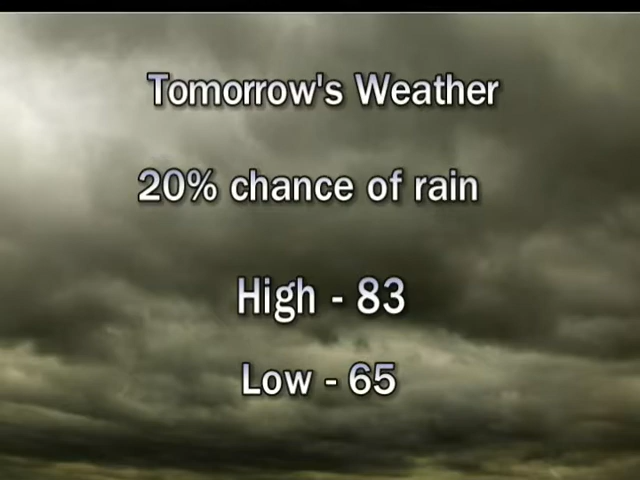 Tomorrow's Weather
20% chance of rain
High - 83
Low - 65